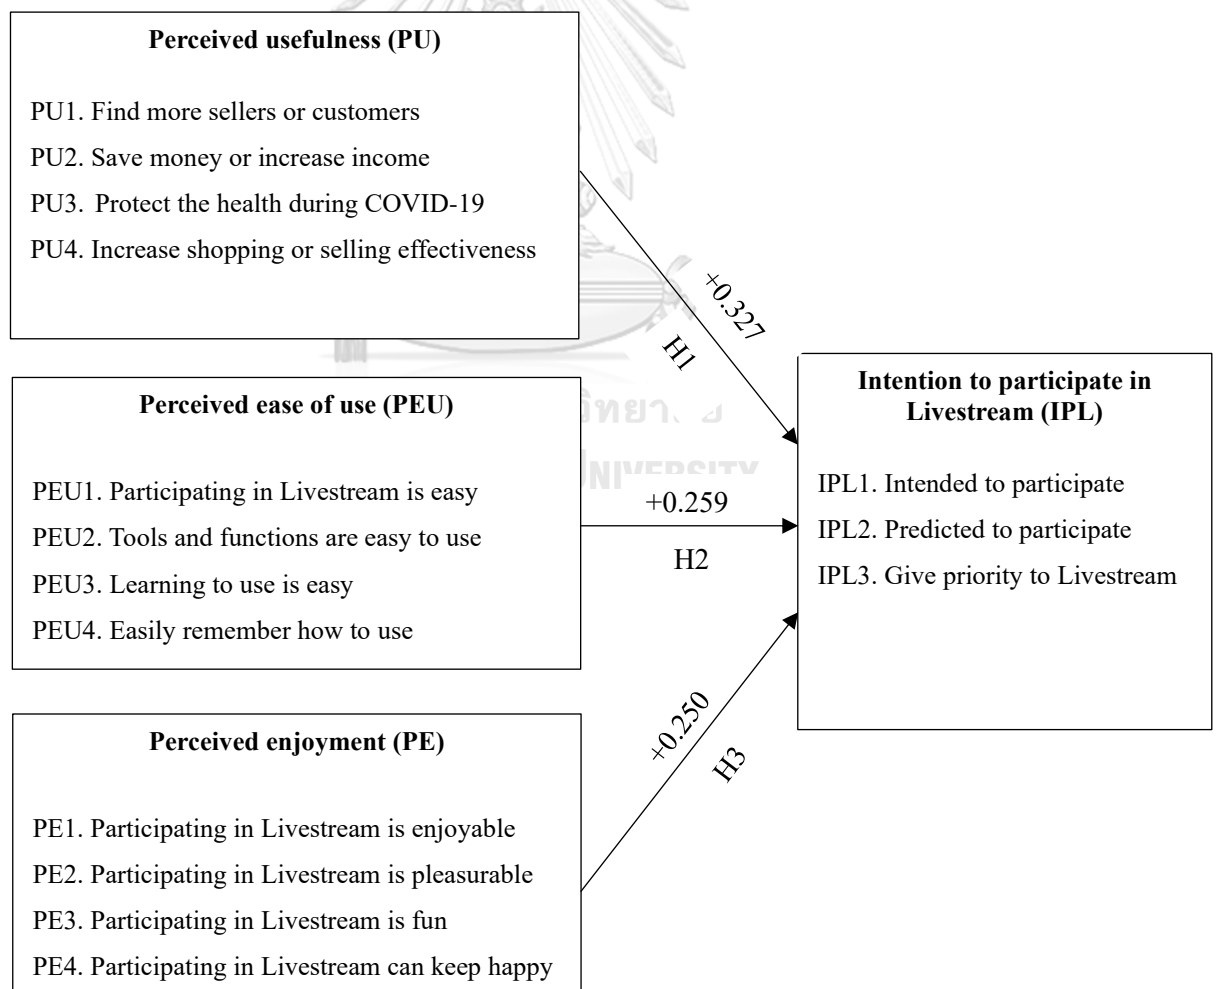 Perceived usefulness (PU)
PU1. Find more sellers or customers
PU2. Save money or increase income
PU3. Protect the health during COVID-19
PU4. Increase shopping or selling effectiveness
+0.327
H1
Perceived ease of use (PEU)
PEU1. Participating in Livestream is easy
PEU2. Tools and functions are easy to use
PEU3. Learning to use is easy
PEU4. Easily remember how to use
+0.259
H2
Intention to participate in
Livestream (IPL)
IPL1. Intended to participate
IPL2. Predicted to participate
IPL3. Give priority to Livestream
Perceived enjoyment (PE)
PE1. Participating in Livestream is enjoyable
PE2. Participating in Livestream is pleasurable
PE3. Participating in Livestream is fun
PE4. Participating in Livestream can keep happy
+0.250
H3